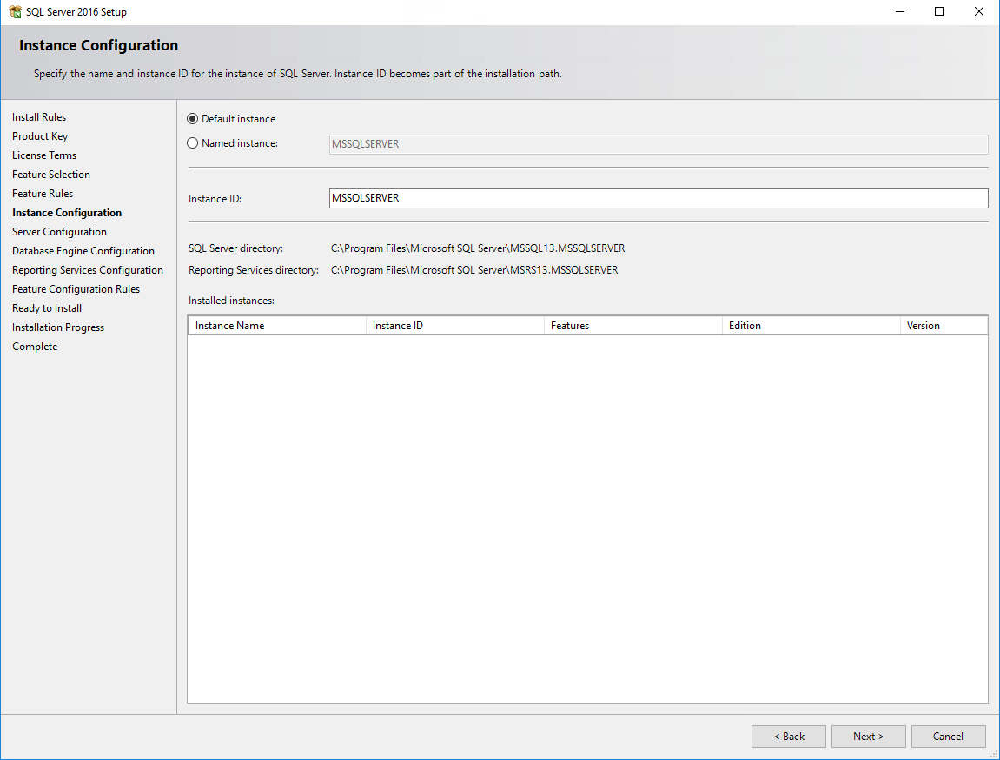 SQL Server 2016 Setup
Instance Configuration
Specify the name and instance ID for the instance of SQL Server. Instance ID becomes part of the installation path.
Install Rules
Product Key
License Terms
Feature Selection
Feature Rules
Instance Configuration
Server Configuration
Database Engine Configuration
Reporting Services Configuration
Feature Configuration Rules
Ready to Install
Installation Progress
Complete
Default instance
Named instance: MSSQLSERVER
Instance ID: MSSQLSERVER
SQL Server directory: C:\Program Files\Microsoft SQL Server\MSSQL13.MSSQLSERVER
Reporting Services directory: C:\Program Files\Microsoft SQL Server\MSRS13.MSSQLSERVER
Installed instances:
Instance Name Instance ID Features Edition Version
< Back Next > Cancel